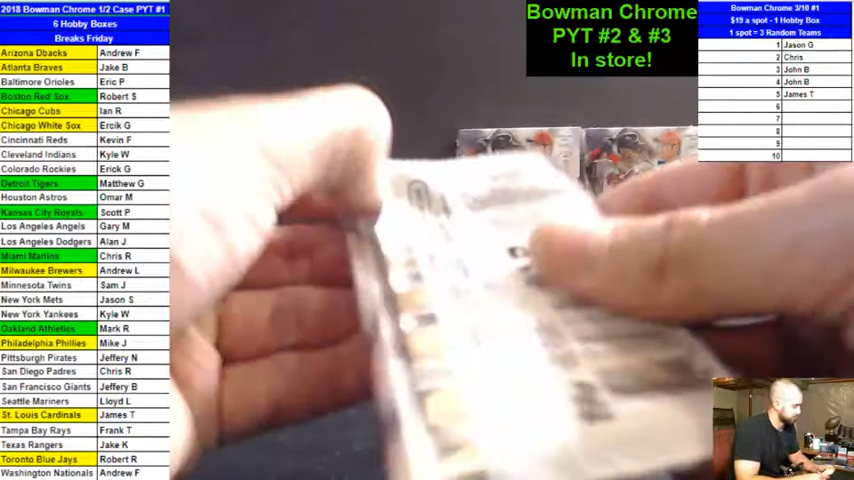 2018 Bowman Chrome 1/2 Case PYT #1
6 Hobby Boxes
Breaks Friday
Arizona Dbacks Andrew F
Atlanta Braves Jake B
Baltimore Orioles Eric P
Boston Red Sox Robert S
Chicago Cubs Ian R
Chicago White Sox Ercik G
Cincinnati Reds Kevin F
Cleveland Indians Kyle W
Colorado Rockies Erick G
Detroit Tigers Matthew G
Houston Astros Omar M
Kansas City Royals Scott P
Los Angeles Angels Gary M
Los Angeles Dodgers Alan J
Miami Marlins Chris R
Milwaukee Brewers Andrew L
Minnesota Twins Sam J
New York Mets Jason S
New York Yankees Kyle W
Oakland Athletics Mark R
Philadelphia Phillies Mike J
Pittsburgh Pirates Jeffery N
San Diego Padres Chris R
San Francisco Giants Jeffery B
Seattle Mariners Lloyd L
St. Louis Cardinals James T
Tampa Bay Rays Frank T
Texas Rangers Jake K
Toronto Blue Jays Robert R
Washington Nationals Andrew F
Bowman Chrome
PYT #2 & #3
In store!
Bowman Chrome 3/10 #1
$19 a spot - 1 Hobby Box
1 spot = 3 Random Teams
1 Jason G
2 Chris
3 John B
4 John B
5 James T
6
7
8
9
10